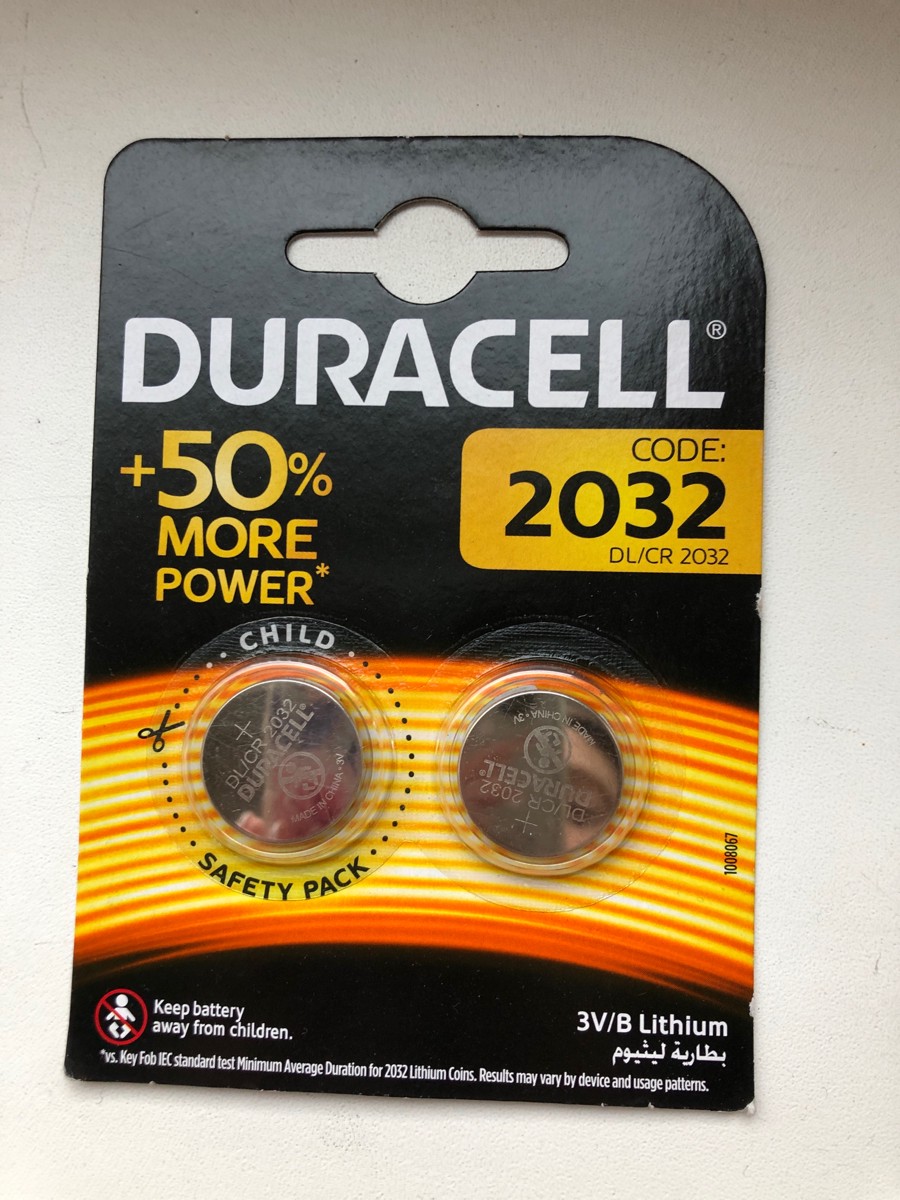 DURACELL®
+50%
MORE
POWER*
CODE:
2032
DL/CR 2032
CHILD
SAFETY PACK
+
DL/CR 2032
DURACELL®
MADE IN CHINA • 3V
MADE IN CHINA • 3V
DURACELL®
DL/CR 2032
+
1008067
Keep battery
away from children.
3V/B Lithium
بطارية ليثيوم
*vs. Key Fob IEC standard test Minimum Average Duration for 2032 Lithium Coins. Results may vary by device and usage patterns.